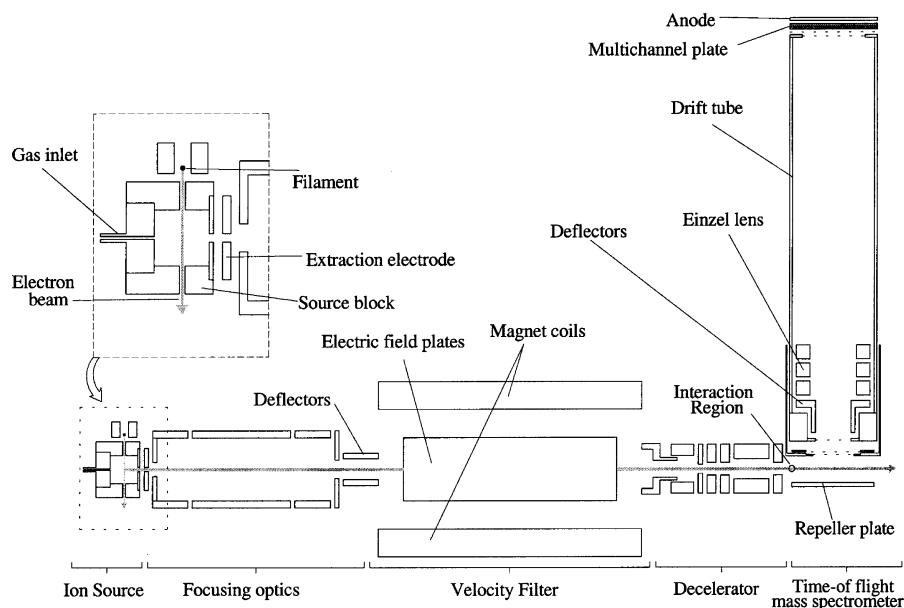 Anode
Multichannel plate
Drift tube
Gas inlet
Filament
Einzel lens
Deflectors
Extraction electrode
Electron
beam
Source block
Magnet coils
Electric field plates
Interaction
Region
Deflectors
Repeller plate
Ion Source
Focusing optics
Velocity Filter
Decelerator
Time-of flight
mass spectrometer